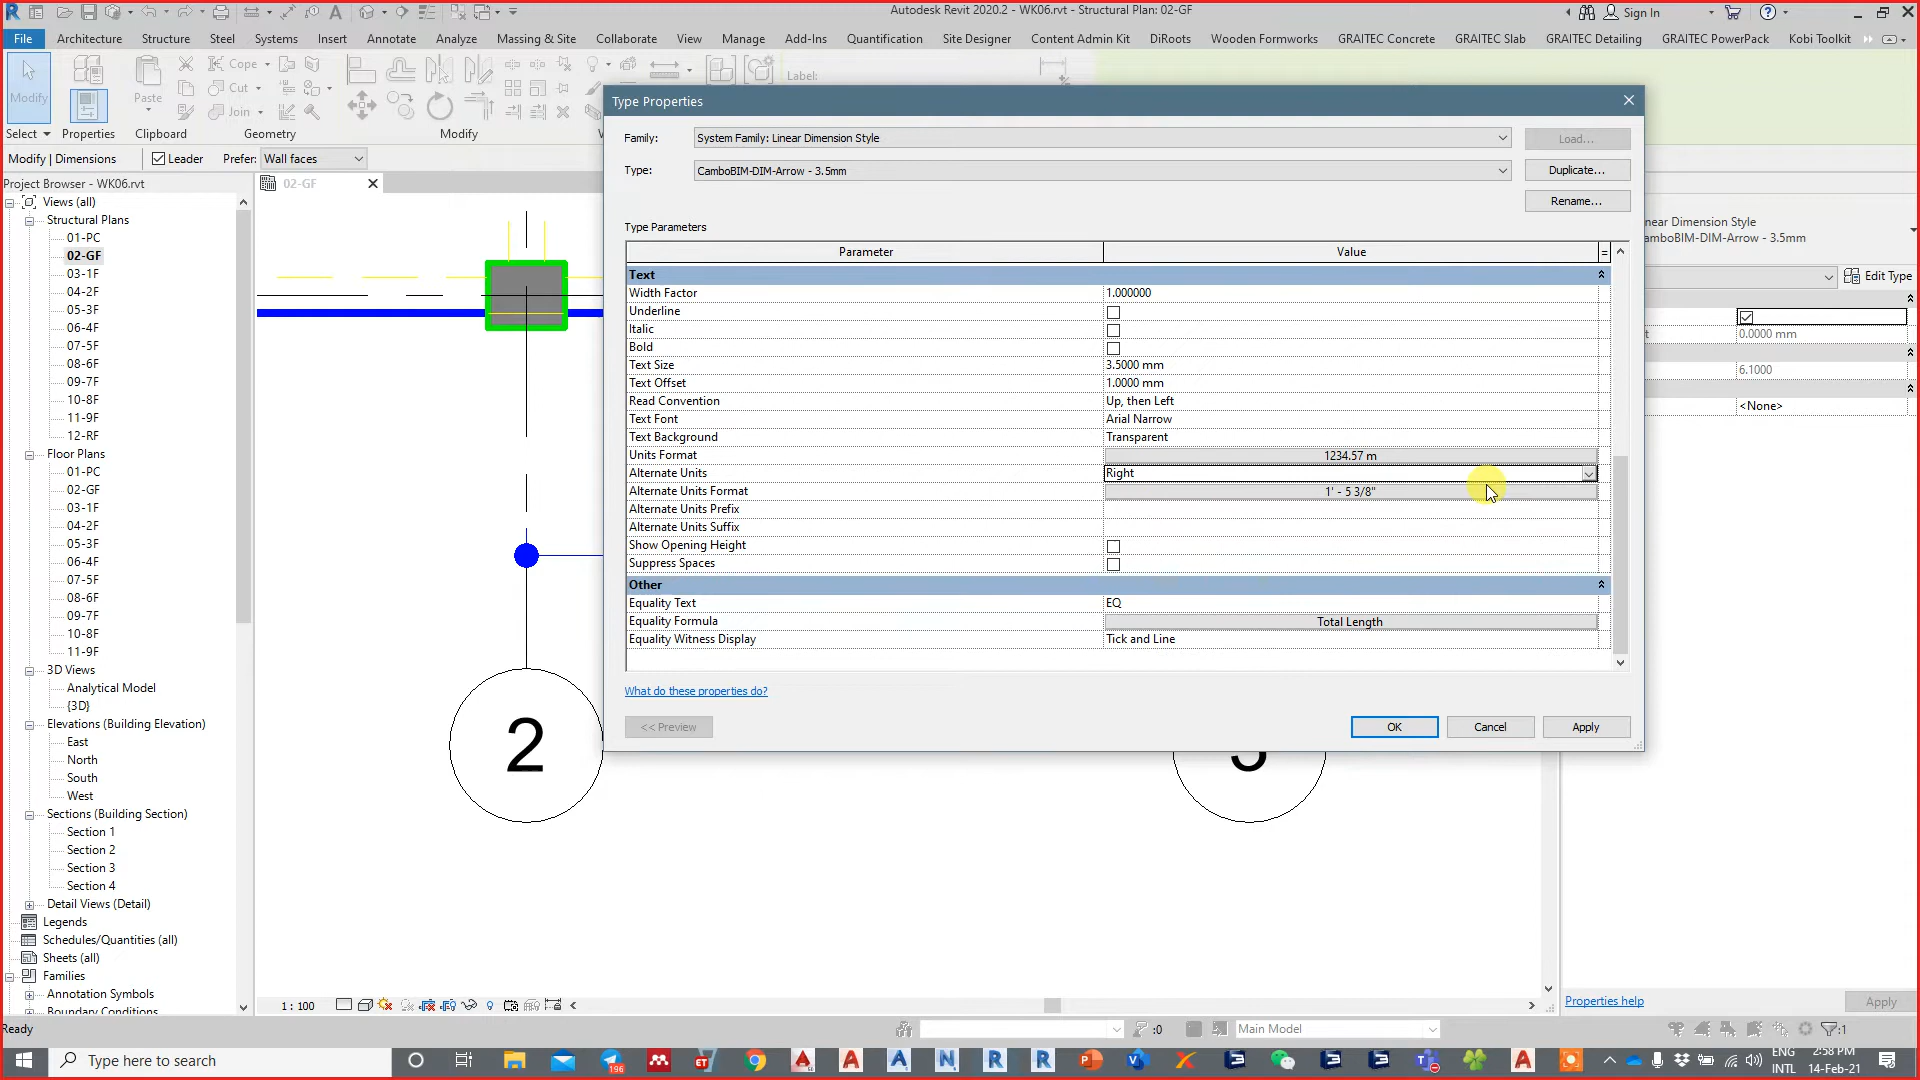 Autodesk Revit 2020.2 - WK06.rvt - Structural Plan: 02-GF
Sign In
File Architecture Structure Steel Systems Insert Annotate Analyze Massing & Site Collaborate View Manage Add-Ins Quantification Site Designer Content Admin Kit DiRoots Wooden Formworks GRAITEC Concrete GRAITEC Slab GRAITEC Detailing GRAITEC PowerPack Kobi Toolkit
Modify
Paste
Cope
Cut
Join
Label:
Select Properties Clipboard Geometry Modify
Modify | Dimensions Leader Prefer: Wall faces
Project Browser - WK06.rvt
02-GF
Views (all)
Structural Plans
01-PC
02-GF
03-1F
04-2F
05-3F
06-4F
07-5F
08-6F
09-7F
10-8F
11-9F
12-RF
Floor Plans
01-PC
02-GF
03-1F
04-2F
05-3F
06-4F
07-5F
08-6F
09-7F
10-8F
11-9F
3D Views
Analytical Model
{3D}
Elevations (Building Elevation)
East
North
South
West
Sections (Building Section)
Section 1
Section 2
Section 3
Section 4
Detail Views (Detail)
Legends
Schedules/Quantities (all)
Sheets (all)
Families
Annotation Symbols
Boundary Conditions
2
Type Properties
Family: System Family: Linear Dimension Style Load...
Type: CamboBIM-DIM-Arrow - 3.5mm Duplicate...
Rename...
Type Parameters
Parameter Value =
Text
Width Factor 1.000000
Underline
Italic
Bold
Text Size 3.5000 mm
Text Offset 1.0000 mm
Read Convention Up, then Left
Text Font Arial Narrow
Text Background Transparent
Units Format 1234.57 m
Alternate Units Right
Alternate Units Format 1' - 5 3/8"
Alternate Units Prefix
Alternate Units Suffix
Show Opening Height
Suppress Spaces
Other
Equality Text EQ
Equality Formula Total Length
Equality Witness Display Tick and Line
What do these properties do?
<< Preview OK Cancel Apply
near Dimension Style
amboBIM-DIM-Arrow - 3.5mm
Edit Type
0.0000 mm
6.1000
<None>
Properties help Apply
1 : 100
Ready
:0
Main Model
:1
Type here to search
196
ENG
INTL
2:58 PM
14-Feb-21